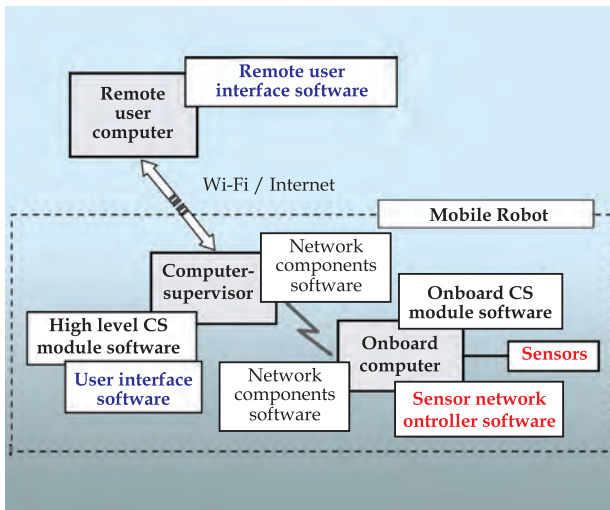 Remote user
interface software
Remote
user
computer
Wi-Fi / Internet
Mobile Robot
Network
components
software
Computer-
supervisor
Onboard CS
module software
High level CS
module software
Onboard
computer
Sensors
User interface
software
Network
components
software
Sensor network
ontroller software